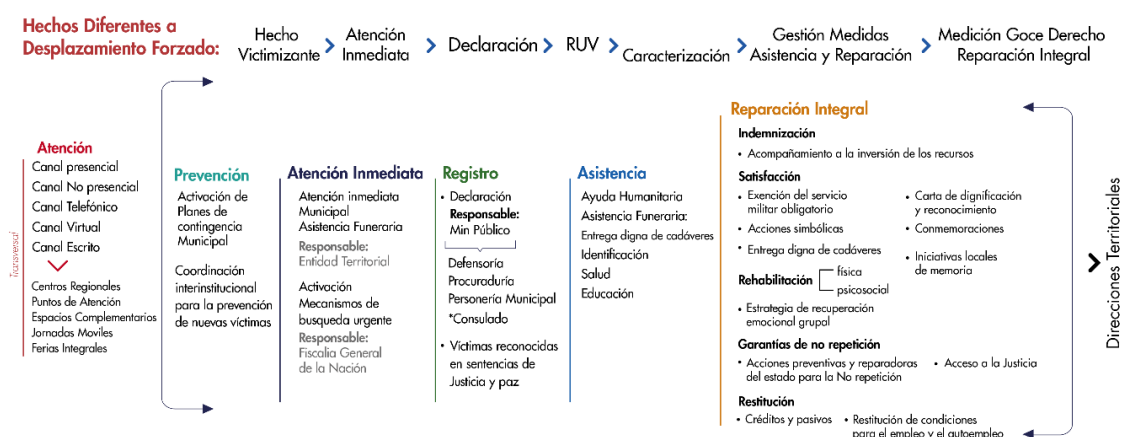 Hechos Diferentes a
Desplazamiento Forzado:
Hecho
Victimizante
Atención
Inmediata
Declaración
RUV
Caracterización
Gestión Medidas
Asistencia y Reparación
Medición Goce Derecho
Reparación Integral
Transversal
Atención
Canal presencial
Canal No presencial
Canal Telefónico
Canal Virtual
Canal Escrito
Centros Regionales
Puntos de Atención
Espacios Complementarios
Jornadas Moviles
Ferias Integrales
Prevención
Activación de
Planes de
contingencia
Municipal
Coordinación
interinstitucional
para la prevención
de nuevas víctimas
Atención Inmediata
Atención inmediata
Municipal
Asistencia Funeraria
Responsable:
Entidad Territorial
Activación
Mecanismos de
busqueda urgente
Responsable:
Fiscalia General
de la Nación
Registro
• Declaración
Responsable:
Min Público
Defensoría
Procuraduría
Personería Municipal
*Consulado
• Víctimas reconocidas
en sentencias de
Justicia y paz
Asistencia
Ayuda Humanitaria
Asistencia Funeraria:
Entrega digna de cadáveres
Identificación
Salud
Educación
Reparación Integral
Indemnización
• Acompañamiento a la inversión de los recursos
Satisfacción
• Exención del servicio
militar obligatorio
• Acciones simbólicas
• Entrega digna de cadáveres
• Carta de dignificación
y reconocimiento
• Conmemoraciones
• Iniciativas locales
de memoria
Rehabilitación
física
psicosocial
• Estrategia de recuperación
emocional grupal
Garantías de no repetición
• Acciones preventivas y reparadoras
del estado para la No repetición
• Acceso a la Justicia
Restitución
• Créditos y pasivos
• Restitución de condiciones
para el empleo y el autoempleo
Direcciones Territoriales